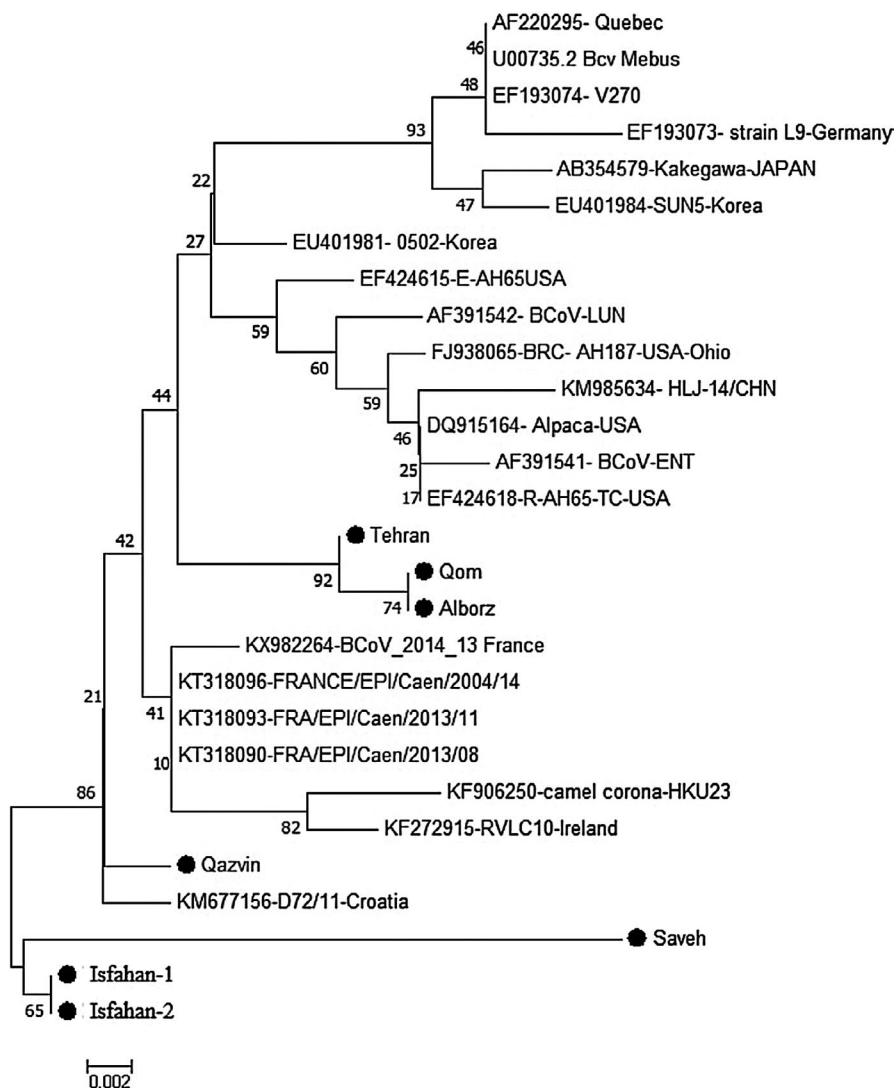 AF220295- Quebec
46
U00735.2 Bcv Mebus
48
EF193074- V270
93
EF193073- strain L9-Germany
AB354579-Kakegawa-JAPAN
22
47
EU401984-SUN5-Korea
27
EU401981- 0502-Korea
EF424615-E-AH65USA
59
AF391542- BCoV-LUN
60
FJ938065-BRC- AH187-USA-Ohio
59
KM985634- HLJ-14/CHN
44
DQ915164- Alpaca-USA
46
AF391541- BCoV-ENT
25
17
EF424618-R-AH65-TC-USA
42
Tehran
92
Qom
74
Alborz
KX982264-BCoV_2014_13 France
KT318096-FRANCE/EPI/Caen/2004/14
21
41
KT318093-FRA/EPI/Caen/2013/11
KT318090-FRA/EPI/Caen/2013/08
10
KF906250-camel corona-HKU23
86
82
KF272915-RVLC10-Ireland
Qazvin
KM677156-D72/11-Croatia
Saveh
Isfahan-1
65
Isfahan-2
0.002